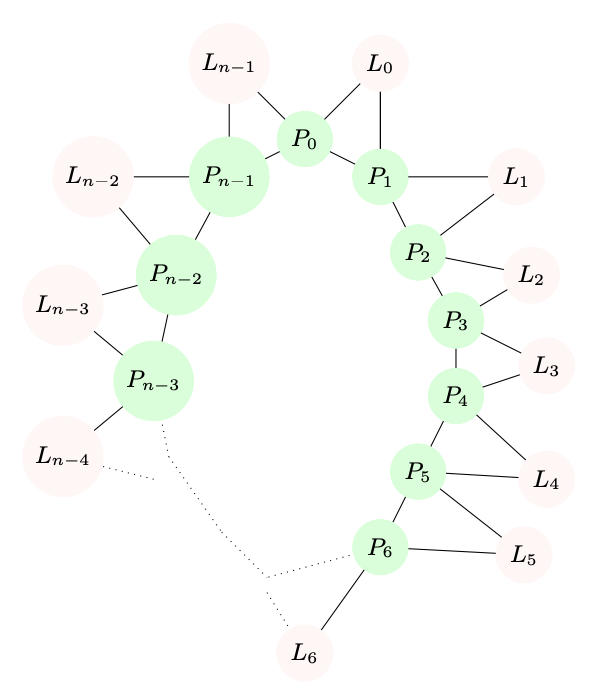 L_{n-1}
L_0
P_0
L_{n-2}
P_{n-1}
P_1
L_1
P_2
P_{n-2}
L_2
L_{n-3}
P_3
L_3
P_{n-3}
P_4
L_{n-4}
P_5
L_4
P_6
L_5
L_6